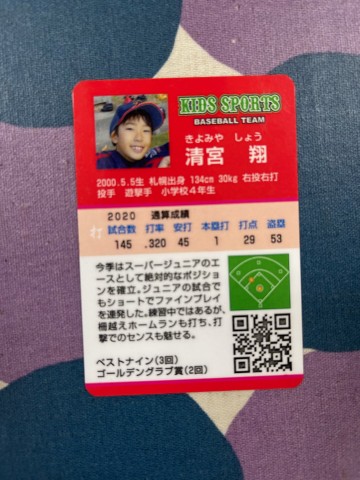 KIDS SPORTS
BASEBALL TEAM
きよみや しょう
清宮 翔
2000.5.5生 札幌出身 134cm 30kg 右投右打
投手 遊撃手 小学校4年生
2020 通算成績
打 試合数 打率 安打 本塁打 打点 盗塁
145 .320 45 1 29 53
今季はスーパージュニアのエ
ースとして絶対的なポジション
を確立。ジュニアの試合で
もショートでファインプレイ
を連発した。練習中ではあるが、
柵越えホームランも打ち、打
撃でのセンスも魅せる。
ベストナイン(3回)
ゴールデングラブ賞(2回)